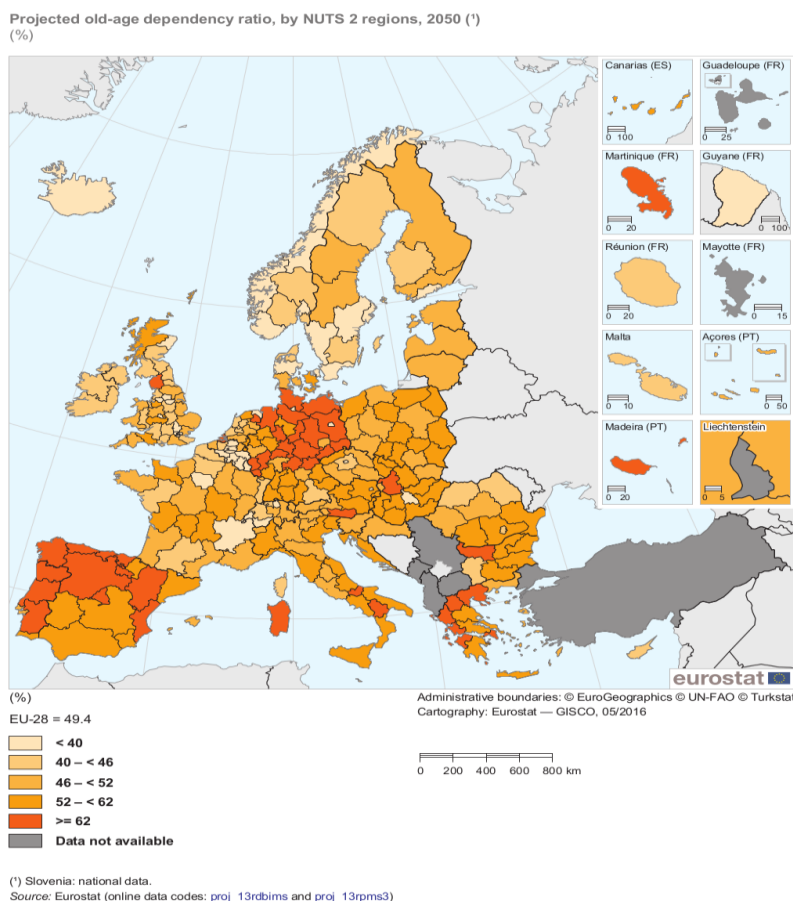 Projected old-age dependency ratio, by NUTS 2 regions, 2050 (¹)
(%)
Canarias (ES)
0 100
Guadeloupe (FR)
0 25
Martinique (FR)
0 20
Guyane (FR)
0 100
Réunion (FR)
0 20
Mayotte (FR)
0 15
Malta
0 10
Açores (PT)
0 50
Madeira (PT)
0 20
Liechtenstein
0 5
eurostat
(%)
EU-28 = 49.4
< 40
40 – < 46
46 – < 52
52 – < 62
>= 62
Data not available
Administrative boundaries: © EuroGeographics © UN-FAO © Turkstat
Cartography: Eurostat — GISCO, 05/2016
0 200 400 600 800 km
(¹) Slovenia: national data.
Source: Eurostat (online data codes: proj_13rdbims and proj_13rpms3)